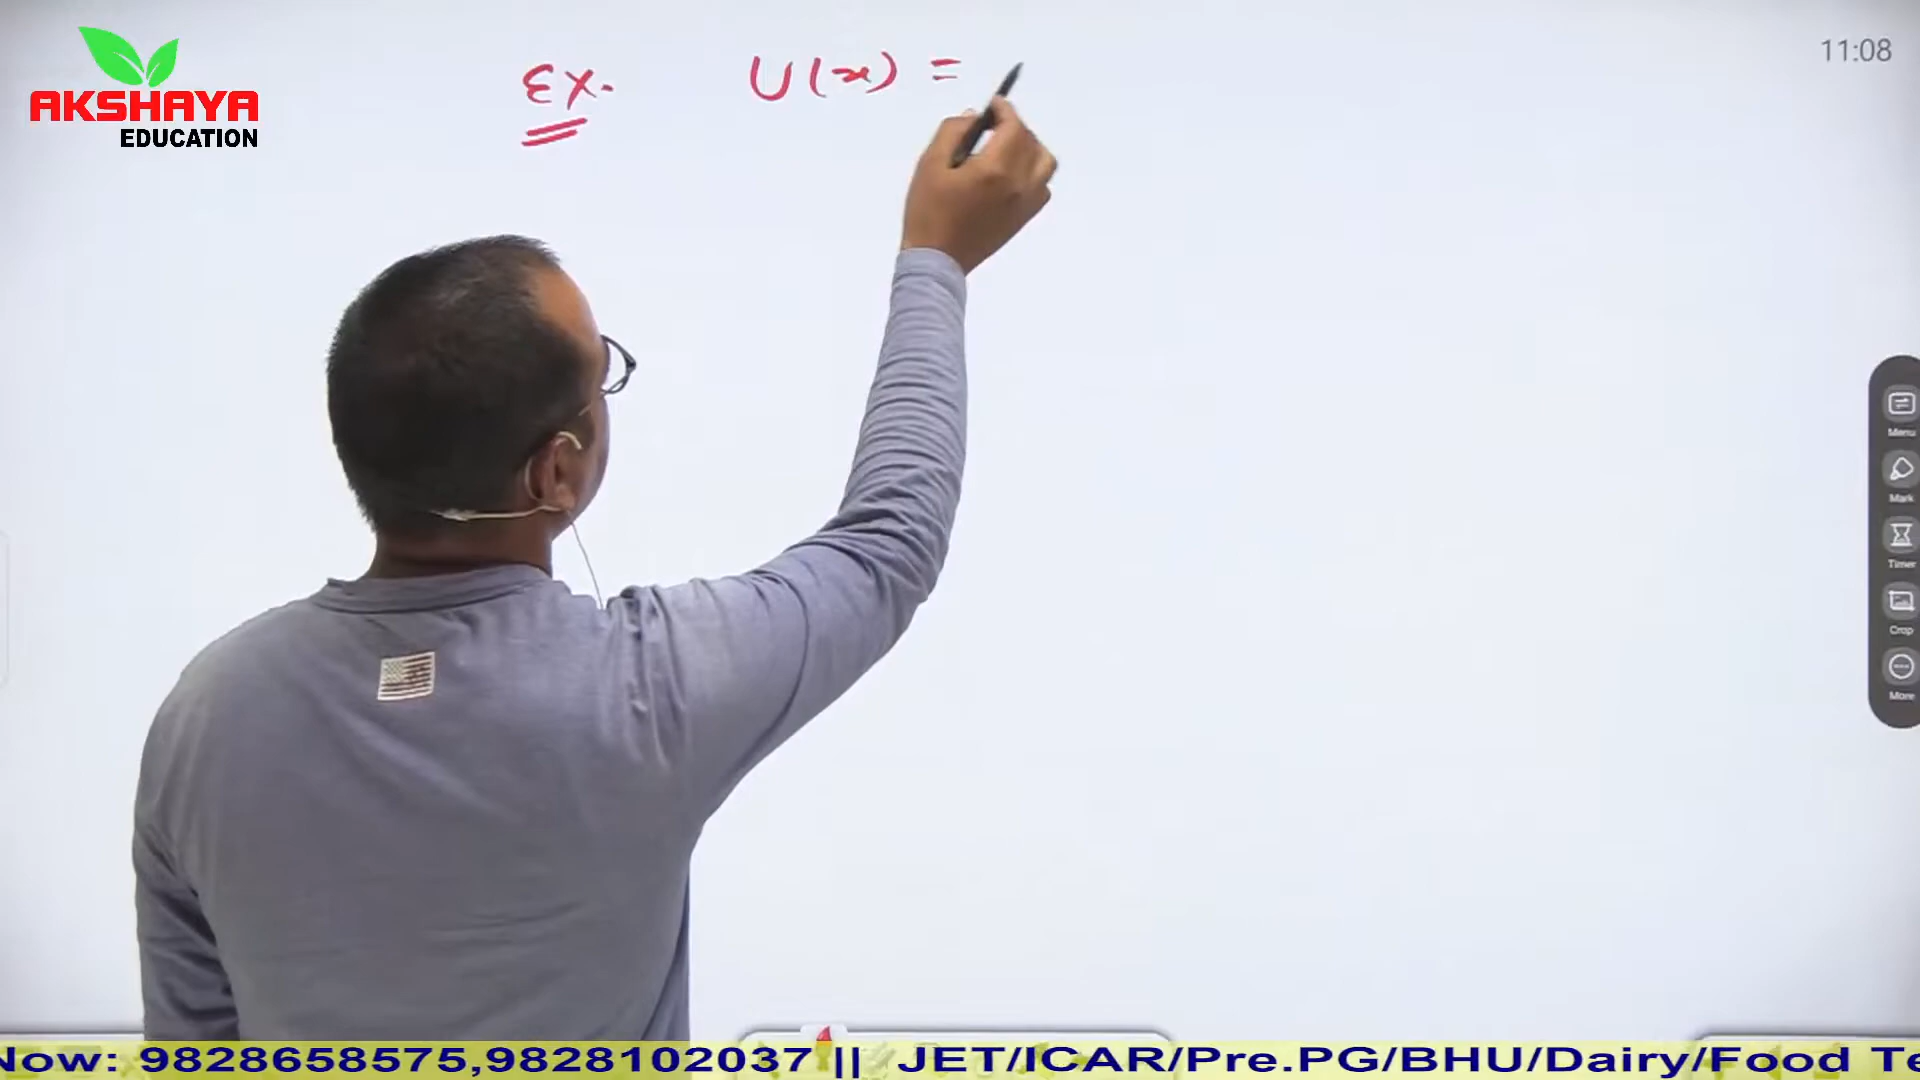 AKSHAYA
EDUCATION
Ex. U(x) =
11:08
Menu
Mark
Timer
Crop
More
Now: 9828658575,9828102037 || JET/ICAR/Pre.PG/BHU/Dairy/Food Te